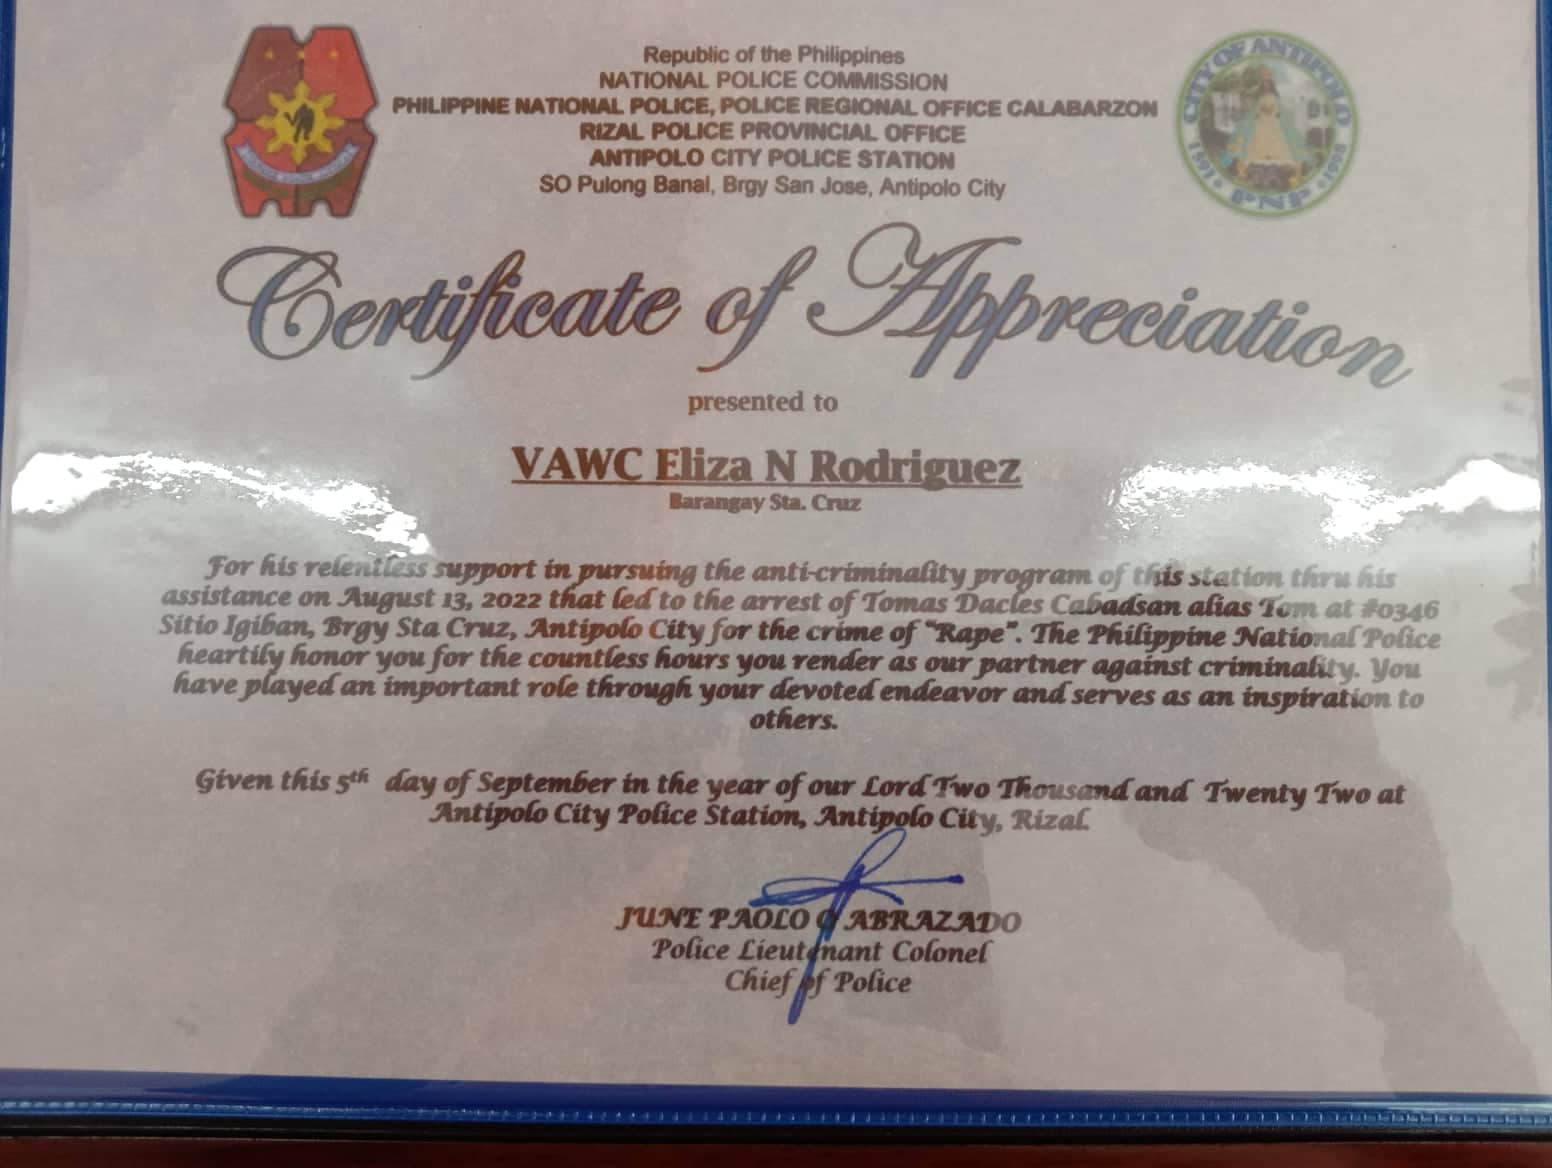 Republic of the Philippines
NATIONAL POLICE COMMISSION
PHILIPPINE NATIONAL POLICE, POLICE REGIONAL OFFICE CALABARZON
RIZAL POLICE PROVINCIAL OFFICE
ANTIPOLO CITY POLICE STATION
SO Pulong Banal, Brgy San Jose, Antipolo City
CITY OF ANTIPOLO
1591 • PNP • 1998
Certificate of Appreciation
presented to
VAWC Eliza N Rodriguez
Barangay Sta. Cruz
For his relentless support in pursuing the anti-criminality program of this station thru his
assistance on August 13, 2022 that led to the arrest of Tomas Dacles Cabadsan alias Tom at #0346
Sitio Igiban, Brgy Sta Cruz, Antipolo City for the crime of “Rape”. The Philippine National Police
heartily honor you for the countless hours you render as our partner against criminality. You
have played an important role through your devoted endeavor and serves as an inspiration to
others.
Given this 5th day of September in the year of our Lord Two Thousand and Twenty Two at
Antipolo City Police Station, Antipolo City, Rizal.
JUNE PAOLO O ABRAZADO
Police Lieutenant Colonel
Chief of Police